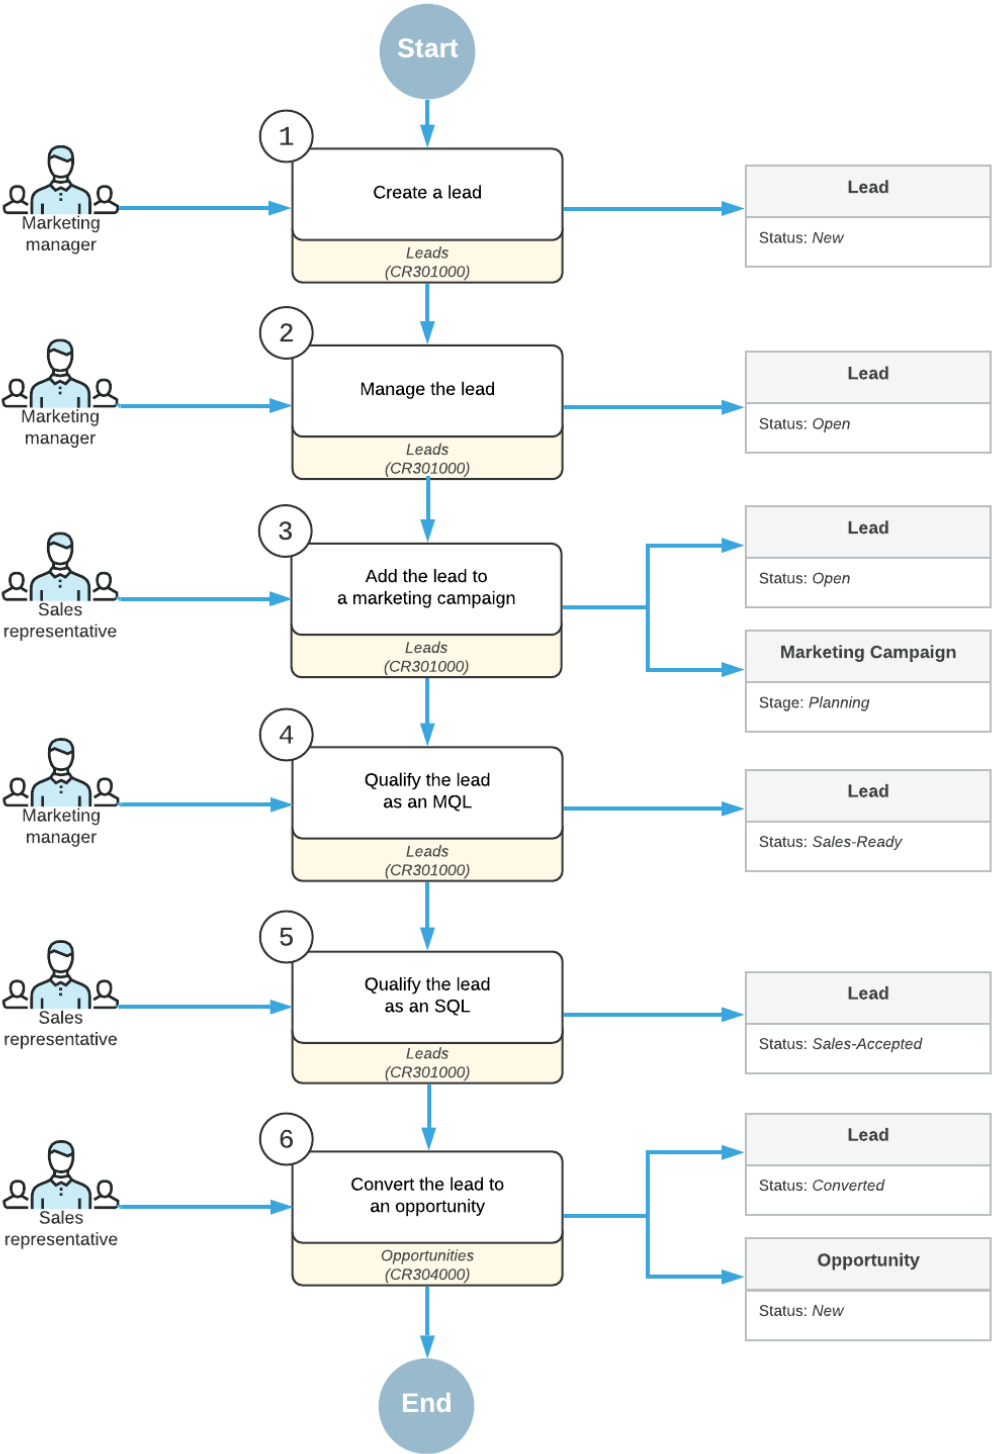 Start
1
Create a lead
Leads
(CR301000)
Marketing
manager
Lead
Status: New
2
Manage the lead
Leads
(CR301000)
Marketing
manager
Lead
Status: Open
3
Add the lead to
a marketing campaign
Leads
(CR301000)
Sales
representative
Lead
Status: Open
Marketing Campaign
Stage: Planning
4
Qualify the lead
as an MQL
Leads
(CR301000)
Marketing
manager
Lead
Status: Sales-Ready
5
Qualify the lead
as an SQL
Leads
(CR301000)
Sales
representative
Lead
Status: Sales-Accepted
6
Convert the lead to
an opportunity
Opportunities
(CR304000)
Sales
representative
Lead
Status: Converted
Opportunity
Status: New
End